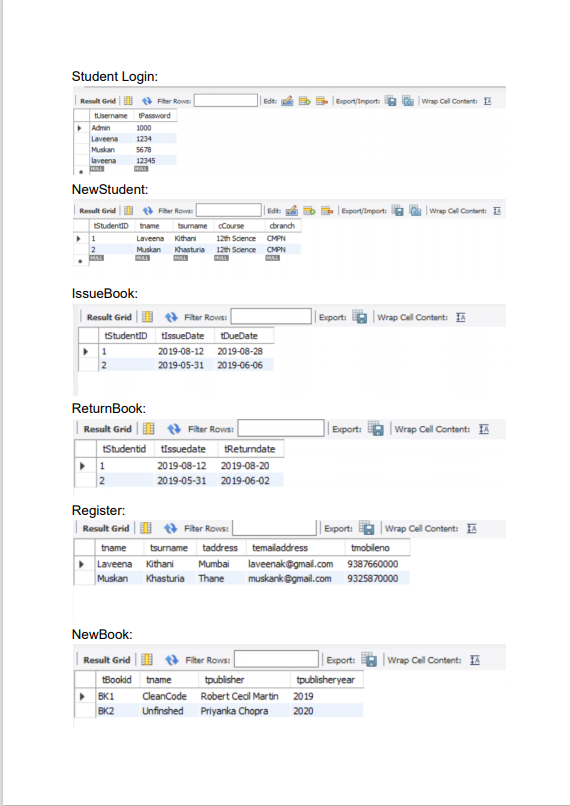 Student Login:
Result Grid Filter Rows: Edit: Export/Import: Wrap Cell Content:
tUsername tPassword
Admin 1000
Laveena 1234
Muskan 5678
laveena 12345
NULL NULL
NewStudent:
Result Grid Filter Rows: Edit: Export/Import: Wrap Cell Content:
tStudentID tname tsurname cCourse cbranch
1 Laveena Kithani 12th Science CMPN
2 Muskan Khasturia 12th Science CMPN
NULL NULL NULL NULL NULL
IssueBook:
Result Grid Filter Rows: Export: Wrap Cell Content:
tStudentID tIssueDate tDueDate
1 2019-08-12 2019-08-28
2 2019-05-31 2019-06-06
ReturnBook:
Result Grid Filter Rows: Export: Wrap Cell Content:
tStudentid tIssuedate tReturndate
1 2019-08-12 2019-08-20
2 2019-05-31 2019-06-02
Register:
Result Grid Filter Rows: Export: Wrap Cell Content:
tname tsurname taddress temailaddress tmobileno
Laveena Kithani Mumbai laveenak@gmail.com 9387660000
Muskan Khasturia Thane muskank@gmail.com 9325870000
NewBook:
Result Grid Filter Rows: Export: Wrap Cell Content:
tBookid tname tpublisher tpublisheryear
BK1 CleanCode Robert Cecil Martin 2019
BK2 Unfinshed Priyanka Chopra 2020